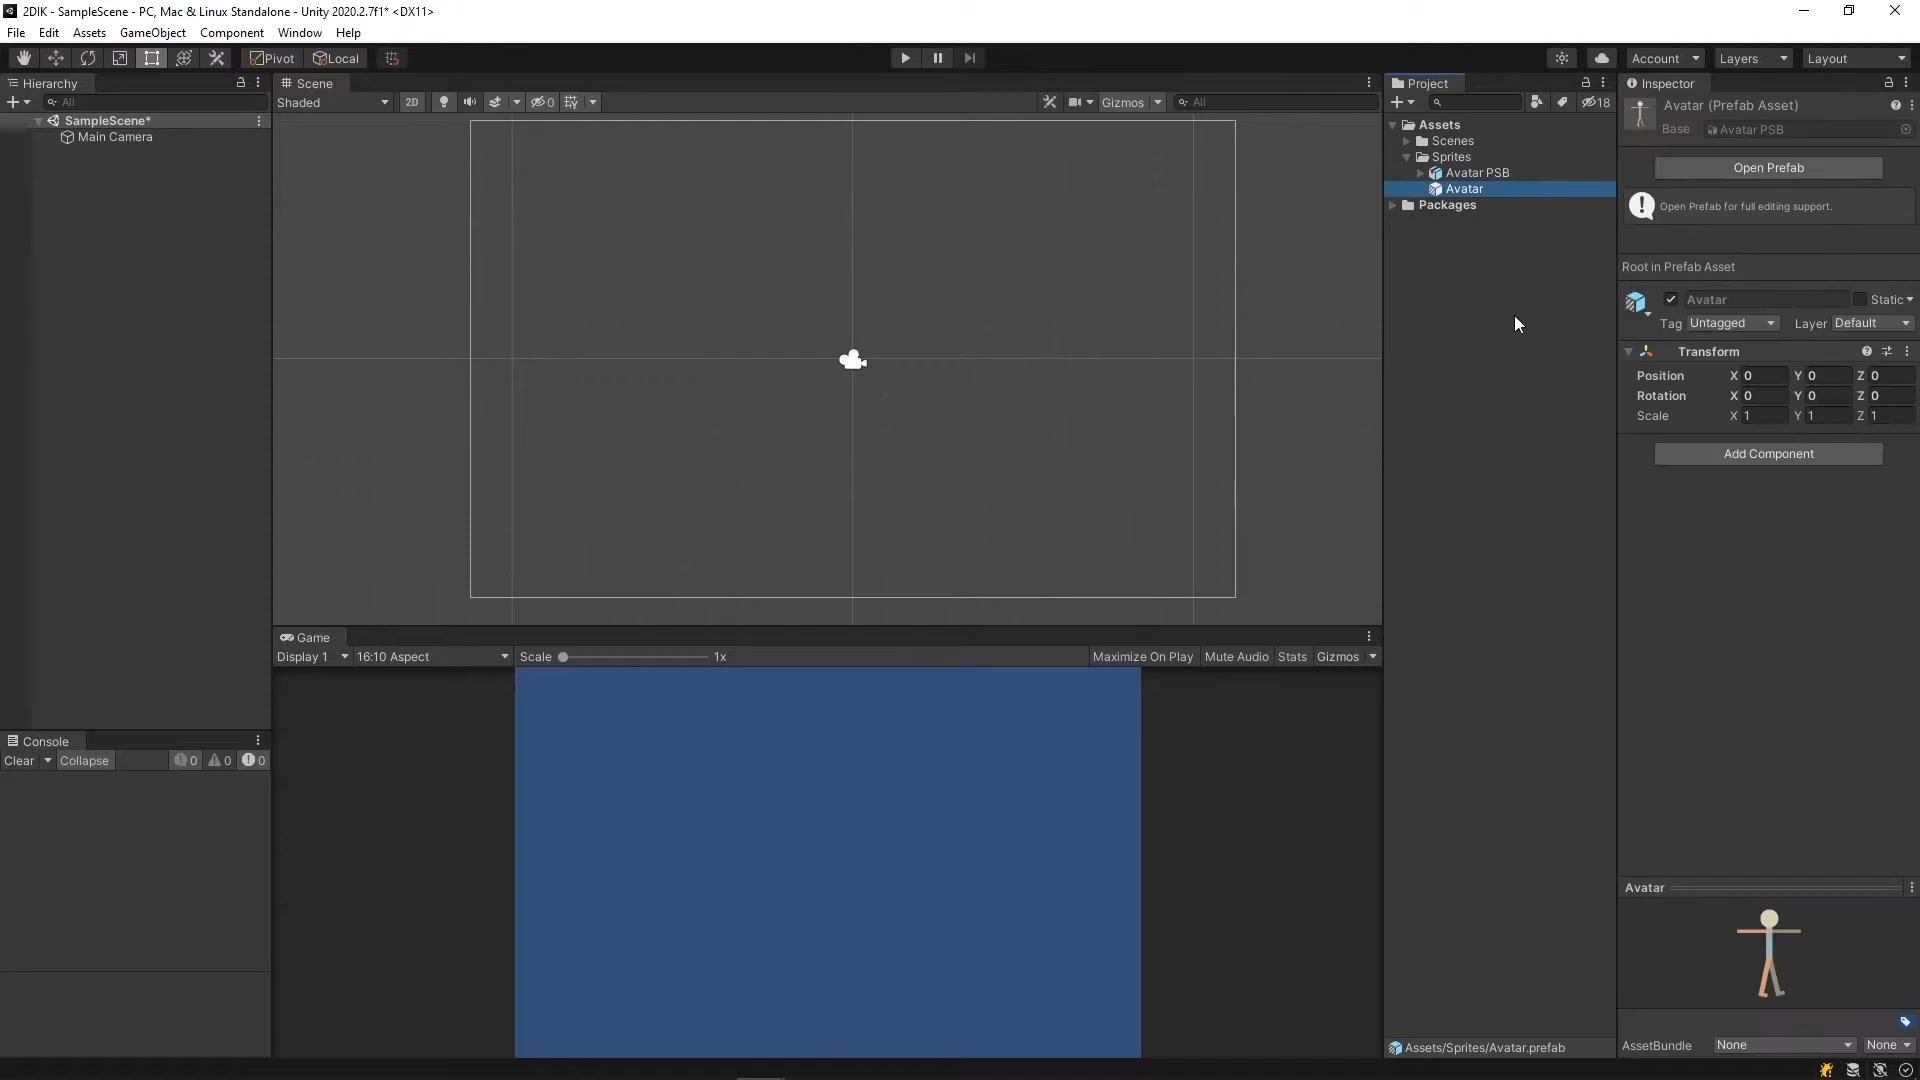 2DIK - SampleScene - PC, Mac & Linux Standalone - Unity 2020.2.7f1* <DX11>
File Edit Assets GameObject Component Window Help
Pivot Local Account Layers Layout
Hierarchy
All
SampleScene*
Main Camera
Scene
Shaded 2D 0 Gizmos All
Project
18
Assets
Scenes
Sprites
Avatar PSB
Avatar
Packages
Assets/Sprites/Avatar.prefab
Inspector
Avatar (Prefab Asset)
Base Avatar PSB
Open Prefab
Open Prefab for full editing support.
Root in Prefab Asset
Avatar Static
Tag Untagged Layer Default
Transform
Position X 0 Y 0 Z 0
Rotation X 0 Y 0 Z 0
Scale X 1 Y 1 Z 1
Add Component
Avatar
AssetBundle None None
Game
Display 1 16:10 Aspect Scale 1x Maximize On Play Mute Audio Stats Gizmos
Console
Clear Collapse 0 0 0